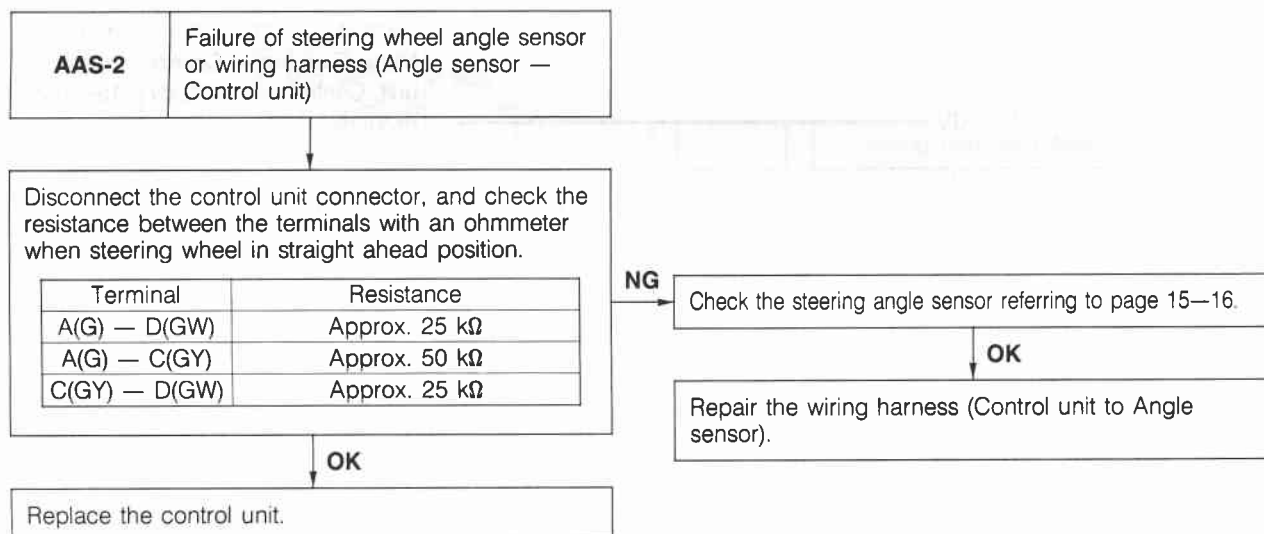 AAS-2
Failure of steering wheel angle sensor
or wiring harness (Angle sensor —
Control unit)
Disconnect the control unit connector, and check the
resistance between the terminals with an ohmmeter
when steering wheel in straight ahead position.
Terminal Resistance
A(G) — D(GW) Approx. 25 kΩ
A(G) — C(GY) Approx. 50 kΩ
C(GY) — D(GW) Approx. 25 kΩ
NG
Check the steering angle sensor referring to page 15—16.
OK
Repair the wiring harness (Control unit to Angle
sensor).
OK
Replace the control unit.